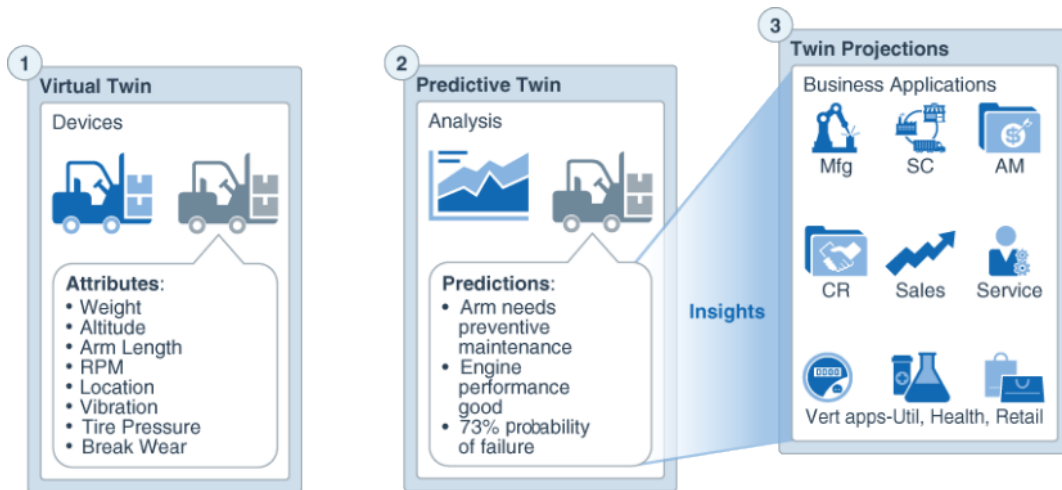 1
Virtual Twin
Devices
Attributes:
• Weight
• Altitude
• Arm Length
• RPM
• Location
• Vibration
• Tire Pressure
• Break Wear
2
Predictive Twin
Analysis
Predictions:
• Arm needs
preventive
maintenance
• Engine
performance
good
• 73% probability
of failure
Insights
3
Twin Projections
Business Applications
Mfg
SC
AM
CR
Sales
Service
Vert apps-Util, Health, Retail